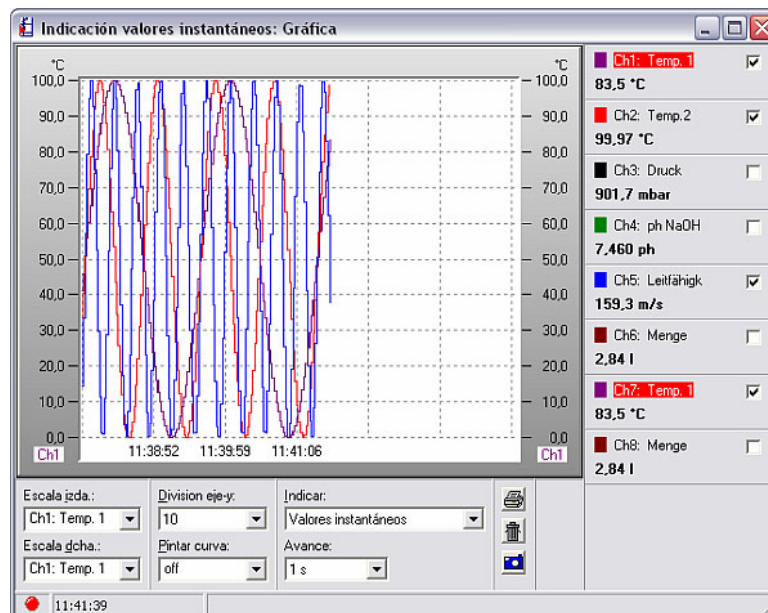 Indicación valores instantáneos: Gráfica
°C
100,0
90,0
80,0
70,0
60,0
50,0
40,0
30,0
20,0
10,0
0,0
Ch1
11:38:52 11:39:59 11:41:06
°C
100,0
90,0
80,0
70,0
60,0
50,0
40,0
30,0
20,0
10,0
0,0
Ch1
Ch1: Temp. 1
83,5 °C
Ch2: Temp.2
99,97 °C
Ch3: Druck
901,7 mbar
Ch4: ph NaOH
7,460 ph
Ch5: Leitfähigk
159,3 m/s
Ch6: Menge
2,84 l
Ch7: Temp. 1
83,5 °C
Ch8: Menge
2,84 l
Escala izda.: Division eje-y: Indicar:
Ch1: Temp. 1 10 Valores instantáneos
Escala dcha.: Pintar curva: Avance:
Ch1: Temp. 1 off 1 s
11:41:39